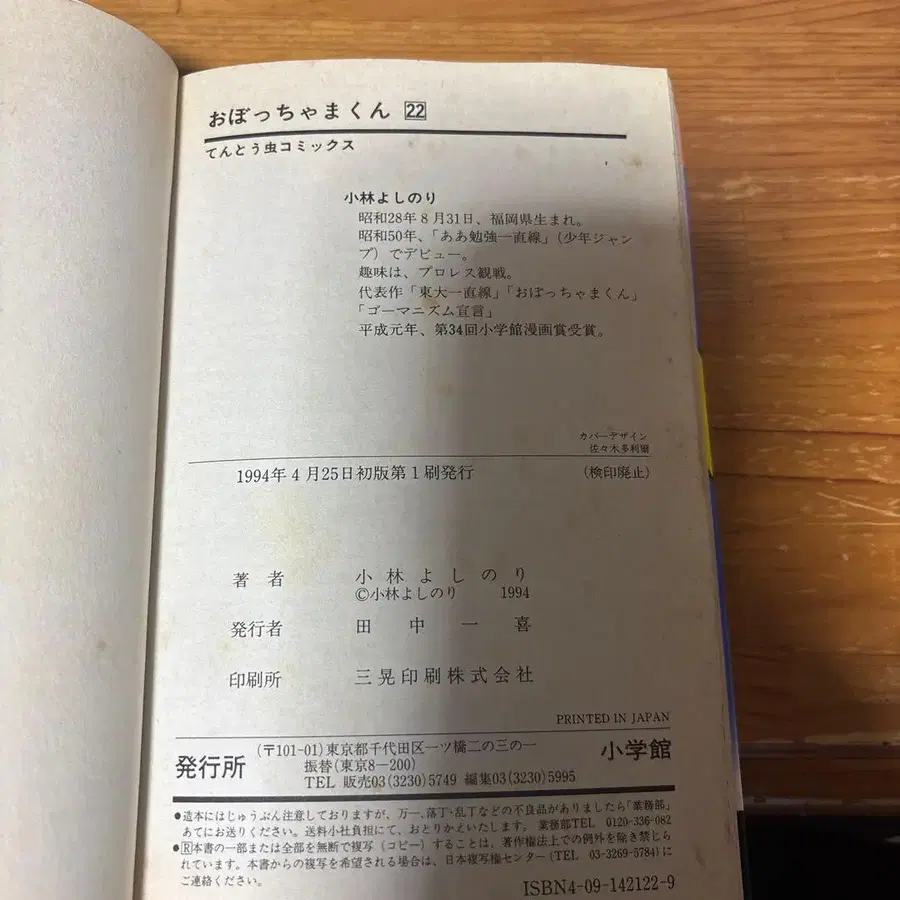 おぼっちゃまくん 22
てんとう虫コミックス
小林よしのり
昭和28年8月31日、福岡県生まれ。
昭和50年、「ああ勉強一直線」(少年ジャン
プ)でデビュー。
趣味は、プロレス観戦。
代表作「東大一直線」「おぼっちゃまくん」
「ゴーマニズム宣言」
平成元年、第34回小学館漫画賞受賞。
カバーデザイン
佐々木多利爾
1994年4月25日初版第1刷発行 (検印廃止)
著者 小林よしのり
©小林よしのり 1994
発行者 田中一喜
印刷所 三晃印刷株式会社
PRINTED IN JAPAN
発行所 (〒101-01)東京都千代田区一ツ橋二の三の一 小学館
振替(東京8-200)
TEL 販売03(3230)5749 編集03(3230)5995
●造本にはじゅうぶん注意しておりますが、万一、落丁・乱丁などの不良品がありましたら「業務部」
あてにお送りください。送料小社負担にて、おとりかえいたします。業務部TEL 0120-336-082
●Ⓡ本書の一部または全部を無断で複写(コピー)することは、著作権法上での例外を除き禁じら
れています。本書からの複写を希望される場合は、日本複写権センター(TEL 03-3269-5784)に
ご連絡ください。
ISBN4-09-142122-9